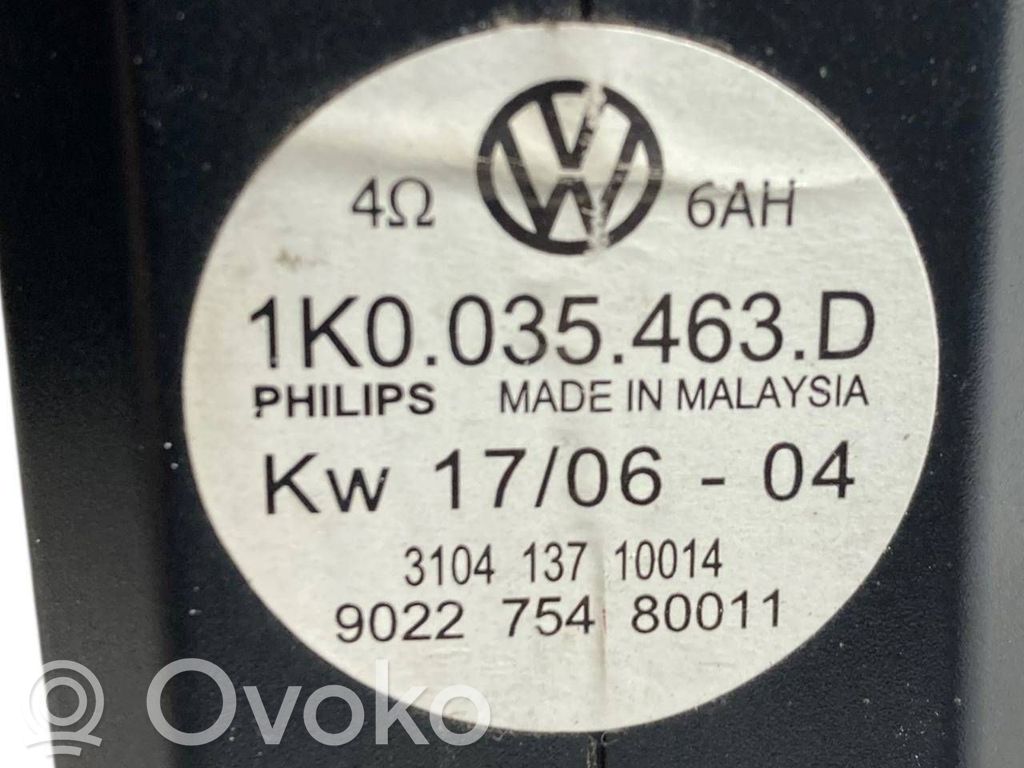 4Ω 6AH
1K0.035.463.D
PHILIPS MADE IN MALAYSIA
Kw 17/06 - 04
3104 137 10014
9022 754 80011
Ovoko